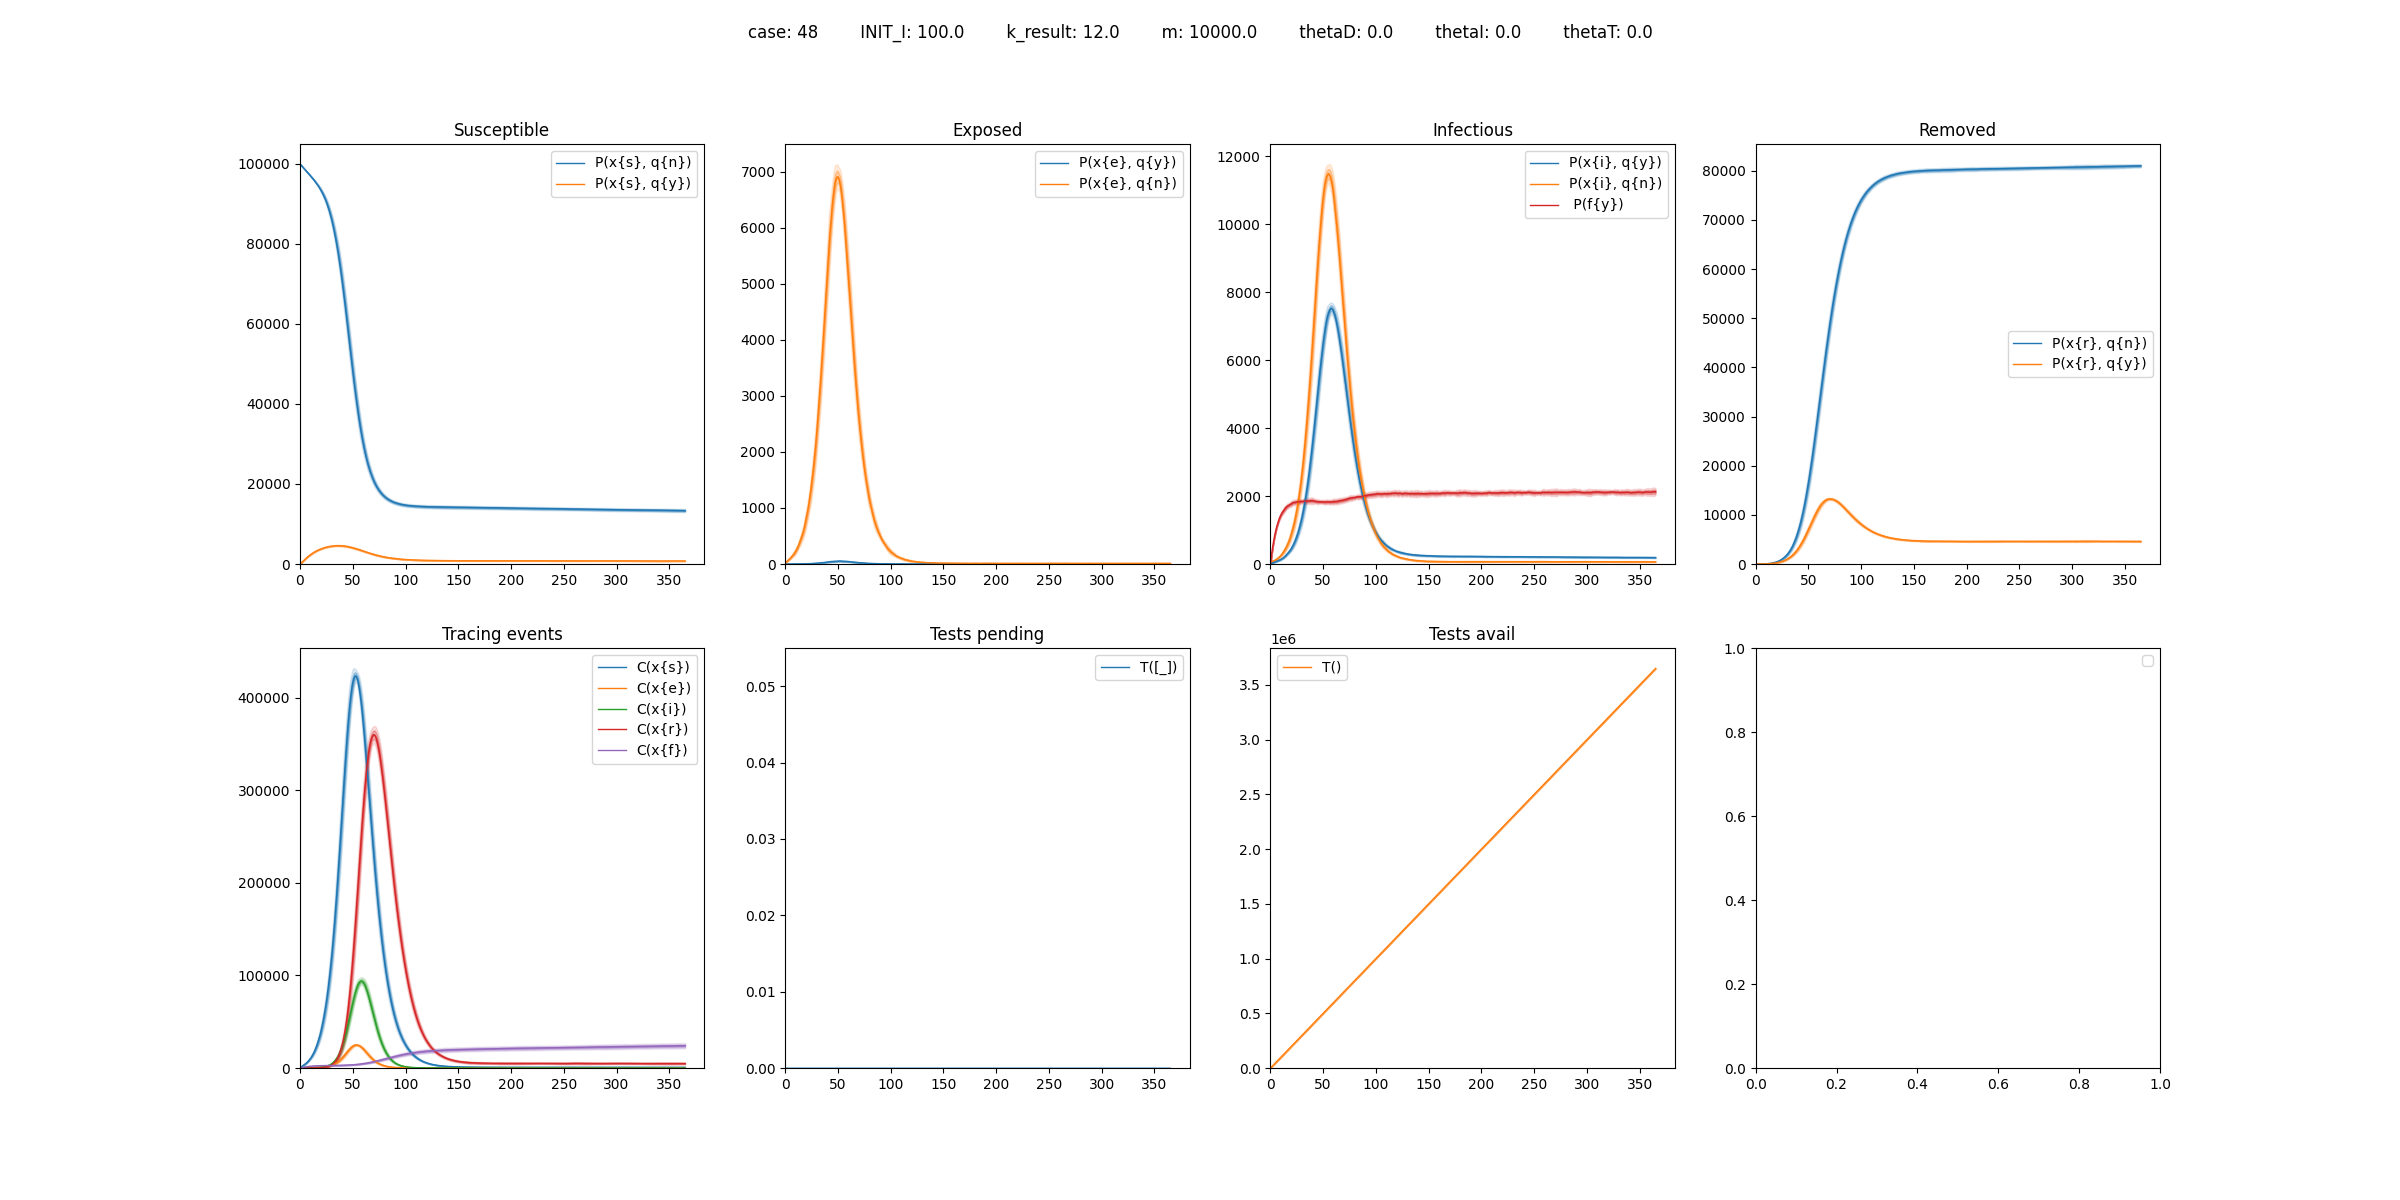 case: 48 INIT_I: 100.0 k_result: 12.0 m: 10000.0 thetaD: 0.0 thetaI: 0.0 thetaT: 0.0
Susceptible
P(x{s}, q{n})
P(x{s}, q{y})
100000
80000
60000
40000
20000
0
0 50 100 150 200 250 300 350
Exposed
P(x{e}, q{y})
P(x{e}, q{n})
7000
6000
5000
4000
3000
2000
1000
0
0 50 100 150 200 250 300 350
Infectious
P(x{i}, q{y})
P(x{i}, q{n})
P(f{y})
12000
10000
8000
6000
4000
2000
0
0 50 100 150 200 250 300 350
Removed
P(x{r}, q{n})
P(x{r}, q{y})
80000
70000
60000
50000
40000
30000
20000
10000
0
0 50 100 150 200 250 300 350
Tracing events
C(x{s})
C(x{e})
C(x{i})
C(x{r})
C(x{f})
400000
300000
200000
100000
0
0 50 100 150 200 250 300 350
Tests pending
T([_])
0.05
0.04
0.03
0.02
0.01
0.00
0 50 100 150 200 250 300 350
1e6
Tests avail
T()
3.5
3.0
2.5
2.0
1.5
1.0
0.5
0.0
0 50 100 150 200 250 300 350
1.0
0.8
0.6
0.4
0.2
0.0
0.0 0.2 0.4 0.6 0.8 1.0